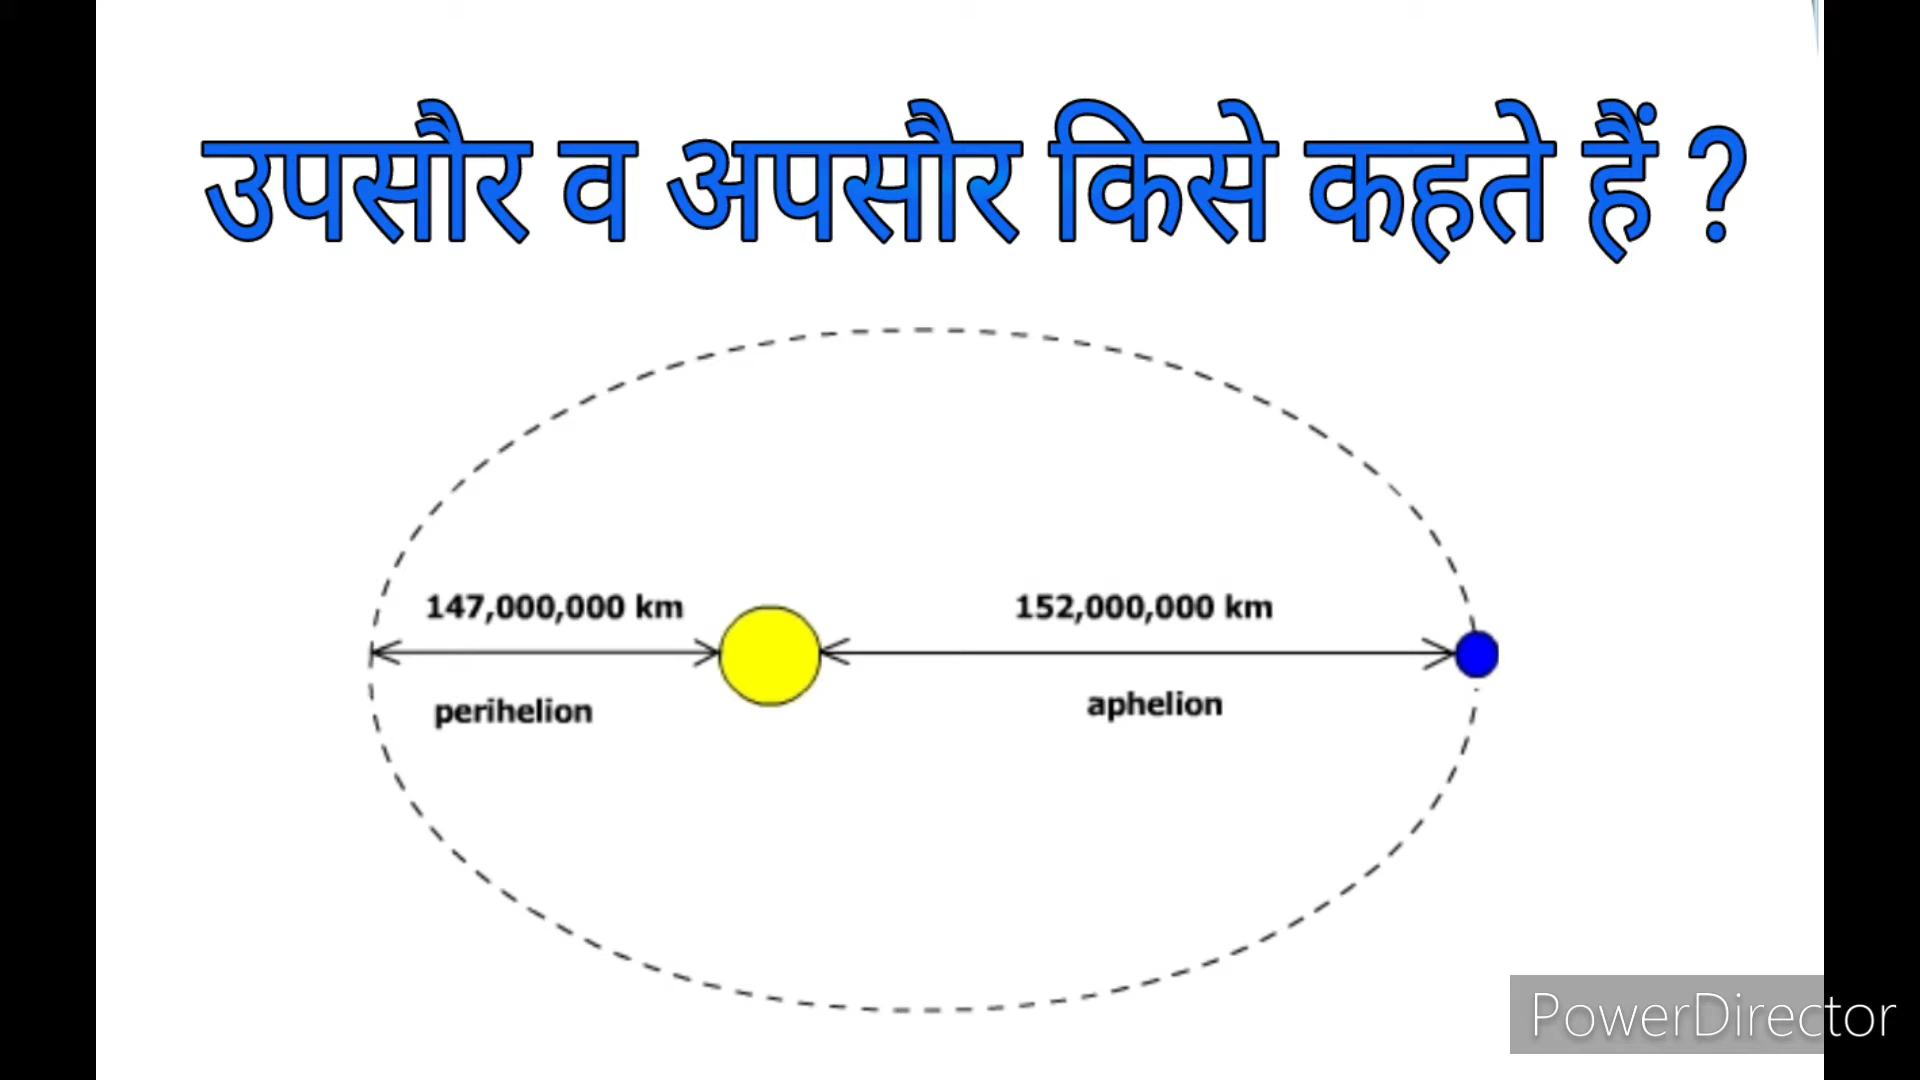 उपसौर व अपसौर किसे कहते हैं ?
147,000,000 km
152,000,000 km
perihelion
aphelion
PowerDirector